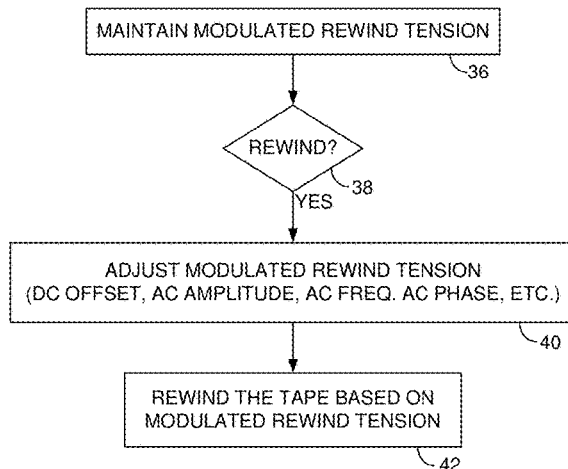 MAINTAIN MODULATED REWIND TENSION
36
REWIND?
38
YES
ADJUST MODULATED REWIND TENSION
(DC OFFSET, AC AMPLITUDE, AC FREQ. AC PHASE, ETC.)
40
REWIND THE TAPE BASED ON
MODULATED REWIND TENSION
42